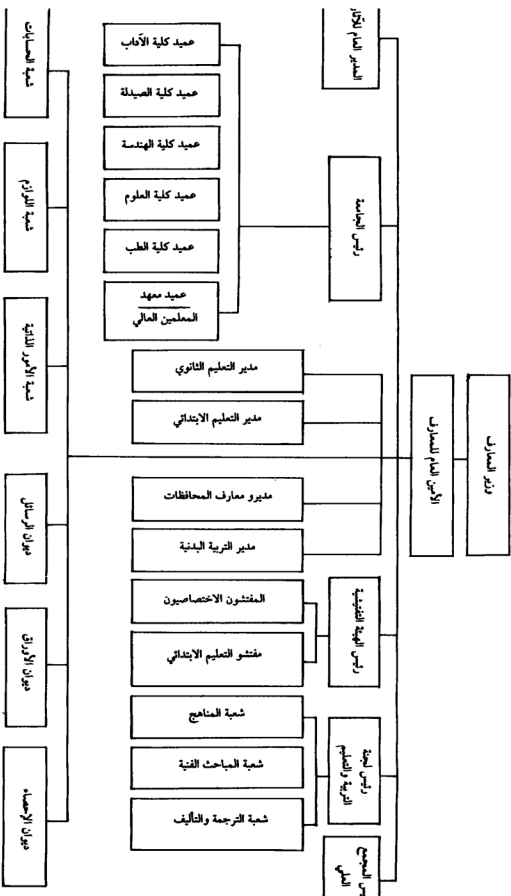 وزير المعارف
الأمين العام للمعارف
المدير العام للآثار
رئيس الجامعة
عميد كلية الآداب
عميد كلية الصيدلة
عميد كلية الهندسة
عميد كلية العلوم
عميد كلية الطب
عميد معهد
المعلمين العالي
مدير التعليم الثانوي
مدير التعليم الابتدائي
مديرو معارف المحافظات
مدير التربية البدنية
رئيس الهيئة التفتيشية
المفتشون الاختصاصيون
مفتشو التعليم الابتدائي
رئيس لجنة
التربية والتعليم
شعبة المناهج
شعبة المباحث الفنية
شعبة الترجمة والتأليف
المجمع
شعبة الحسابات
شعبة اللوازم
شعبة الأمور الذاتية
ديوان الرسائل
ديوان الأوراق
ديوان الإحصاء